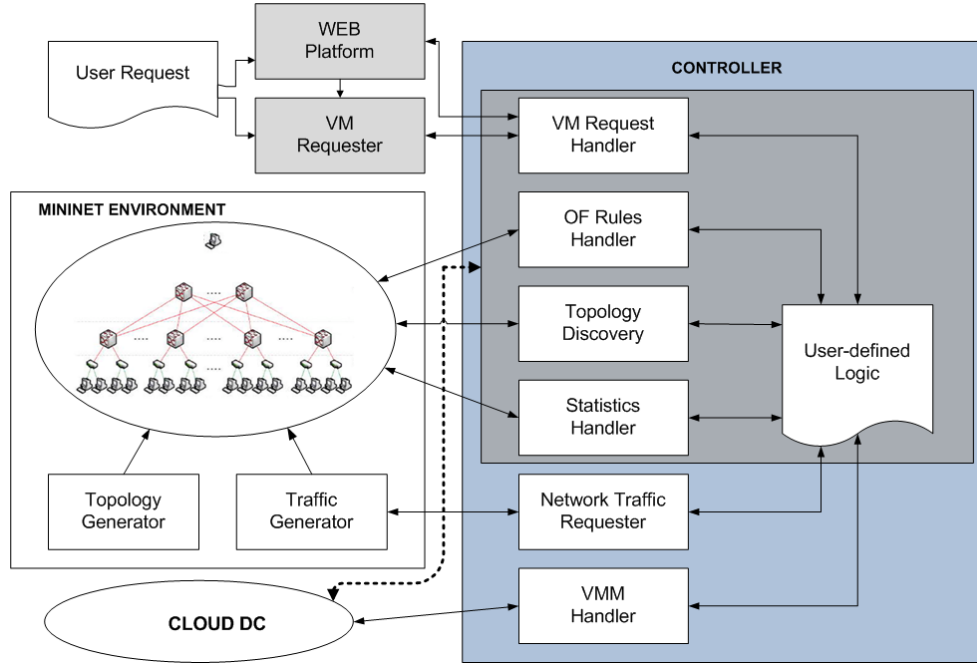 WEB
Platform
User Request
VM
Requester
CONTROLLER
VM Request
Handler
MININET ENVIRONMENT
OF Rules
Handler
Topology
Discovery
User-defined
Logic
Statistics
Handler
Topology
Generator
Traffic
Generator
Network Traffic
Requester
CLOUD DC
VMM
Handler